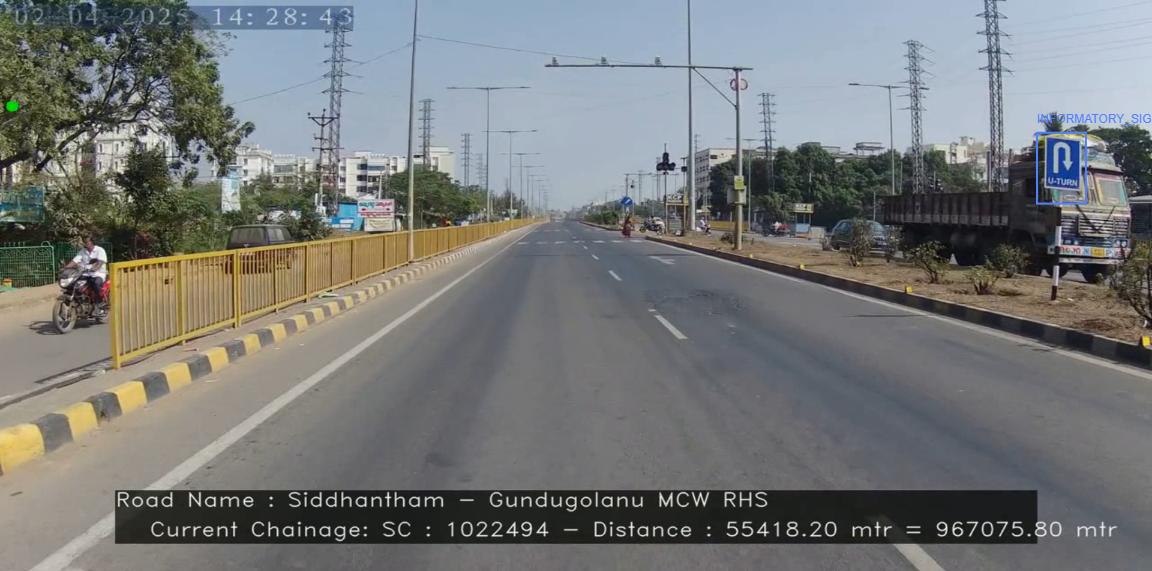 02-04-2025 14:28:43
INFORMATORY_SIG
U-TURN
Road Name : Siddhantham - Gundugolanu MCW RHS
Current Chainage: SC : 1022494 - Distance : 55418.20 mtr = 967075.80 mtr